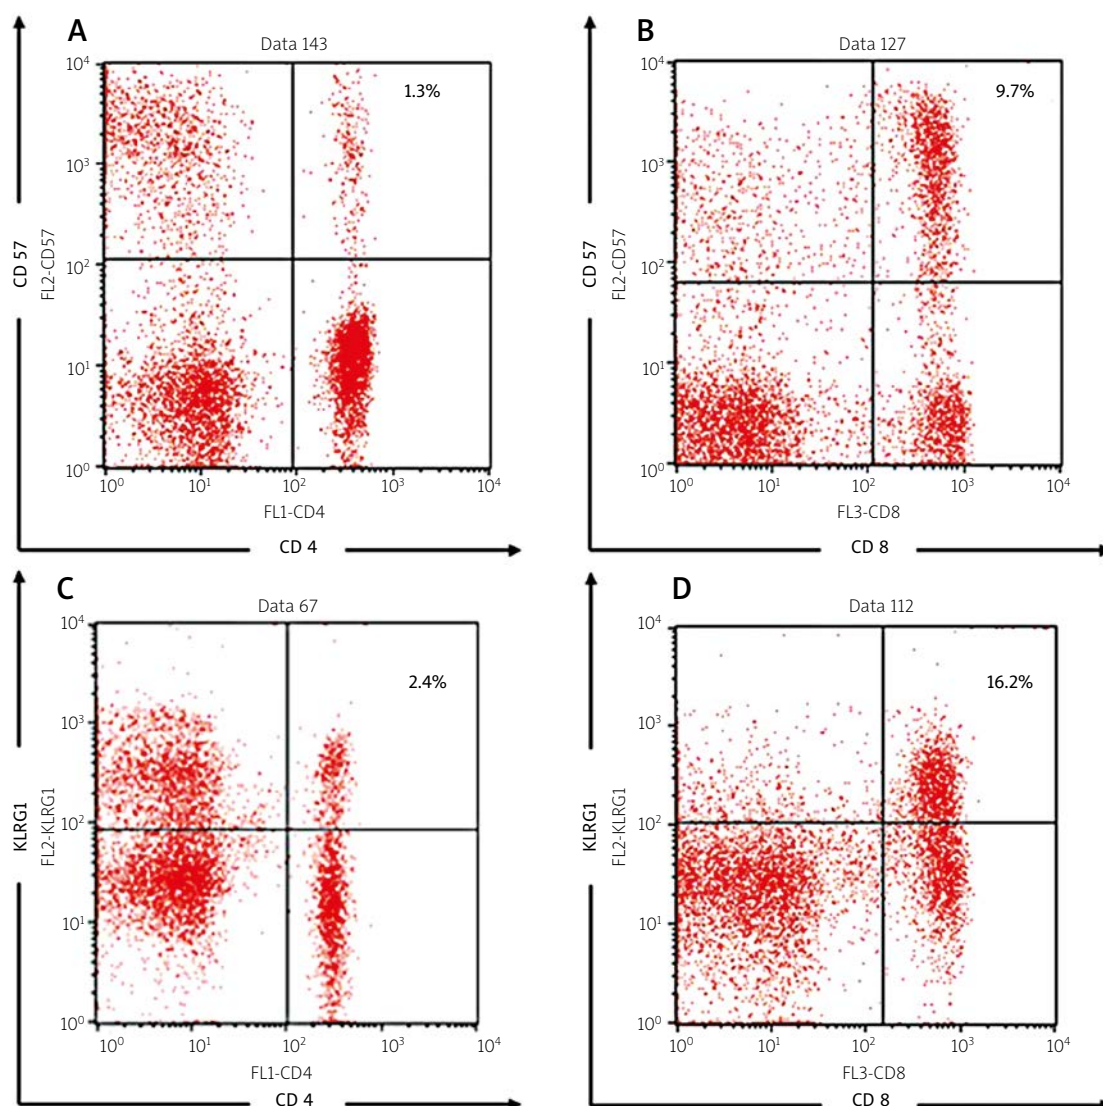 A
Data 143
10⁴
1.3%
10³
CD 57
FL2-CD57
10²
10¹
10⁰
10⁰ 10¹ 10² 10³ 10⁴
FL1-CD4
CD 4
B
Data 127
10⁴
9.7%
10³
CD 57
FL2-CD57
10²
10¹
10⁰
10⁰ 10¹ 10² 10³ 10⁴
FL3-CD8
CD 8
C
Data 67
10⁴
2.4%
10³
KLRG1
FL2-KLRG1
10²
10¹
10⁰
10⁰ 10¹ 10² 10³ 10⁴
FL1-CD4
CD 4
D
Data 112
10⁴
16.2%
10³
KLRG1
FL2-KLRG1
10²
10¹
10⁰
10⁰ 10¹ 10² 10³ 10⁴
FL3-CD8
CD 8